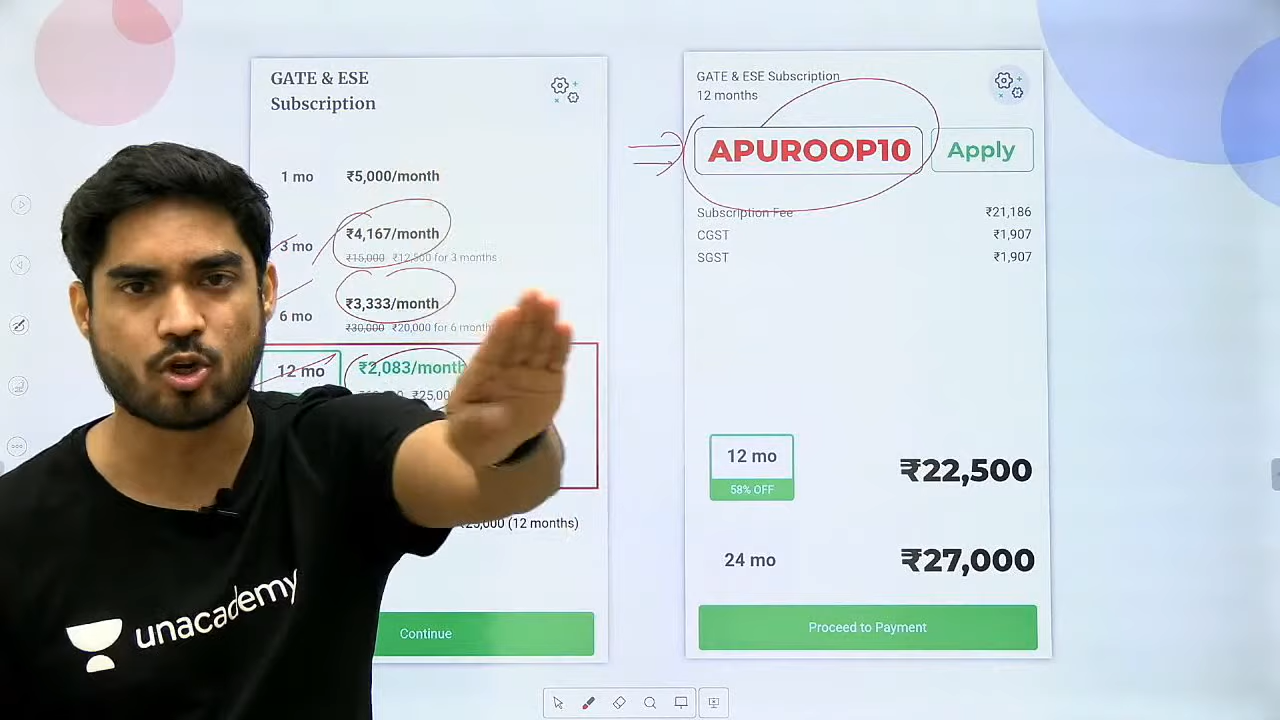 GATE & ESE
Subscription
1 mo ₹5,000/month
3 mo ₹4,167/month
₹15,000 ₹12,500 for 3 months
6 mo ₹3,333/month
₹30,000 ₹20,000 for 6 month
12 mo ₹2,083/month
(12 months)
Continue
GATE & ESE Subscription
12 months
APUROOP10
Apply
Subscription Fee ₹21,186
CGST ₹1,907
SGST ₹1,907
12 mo ₹22,500
58% OFF
24 mo ₹27,000
Proceed to Payment
unacademy